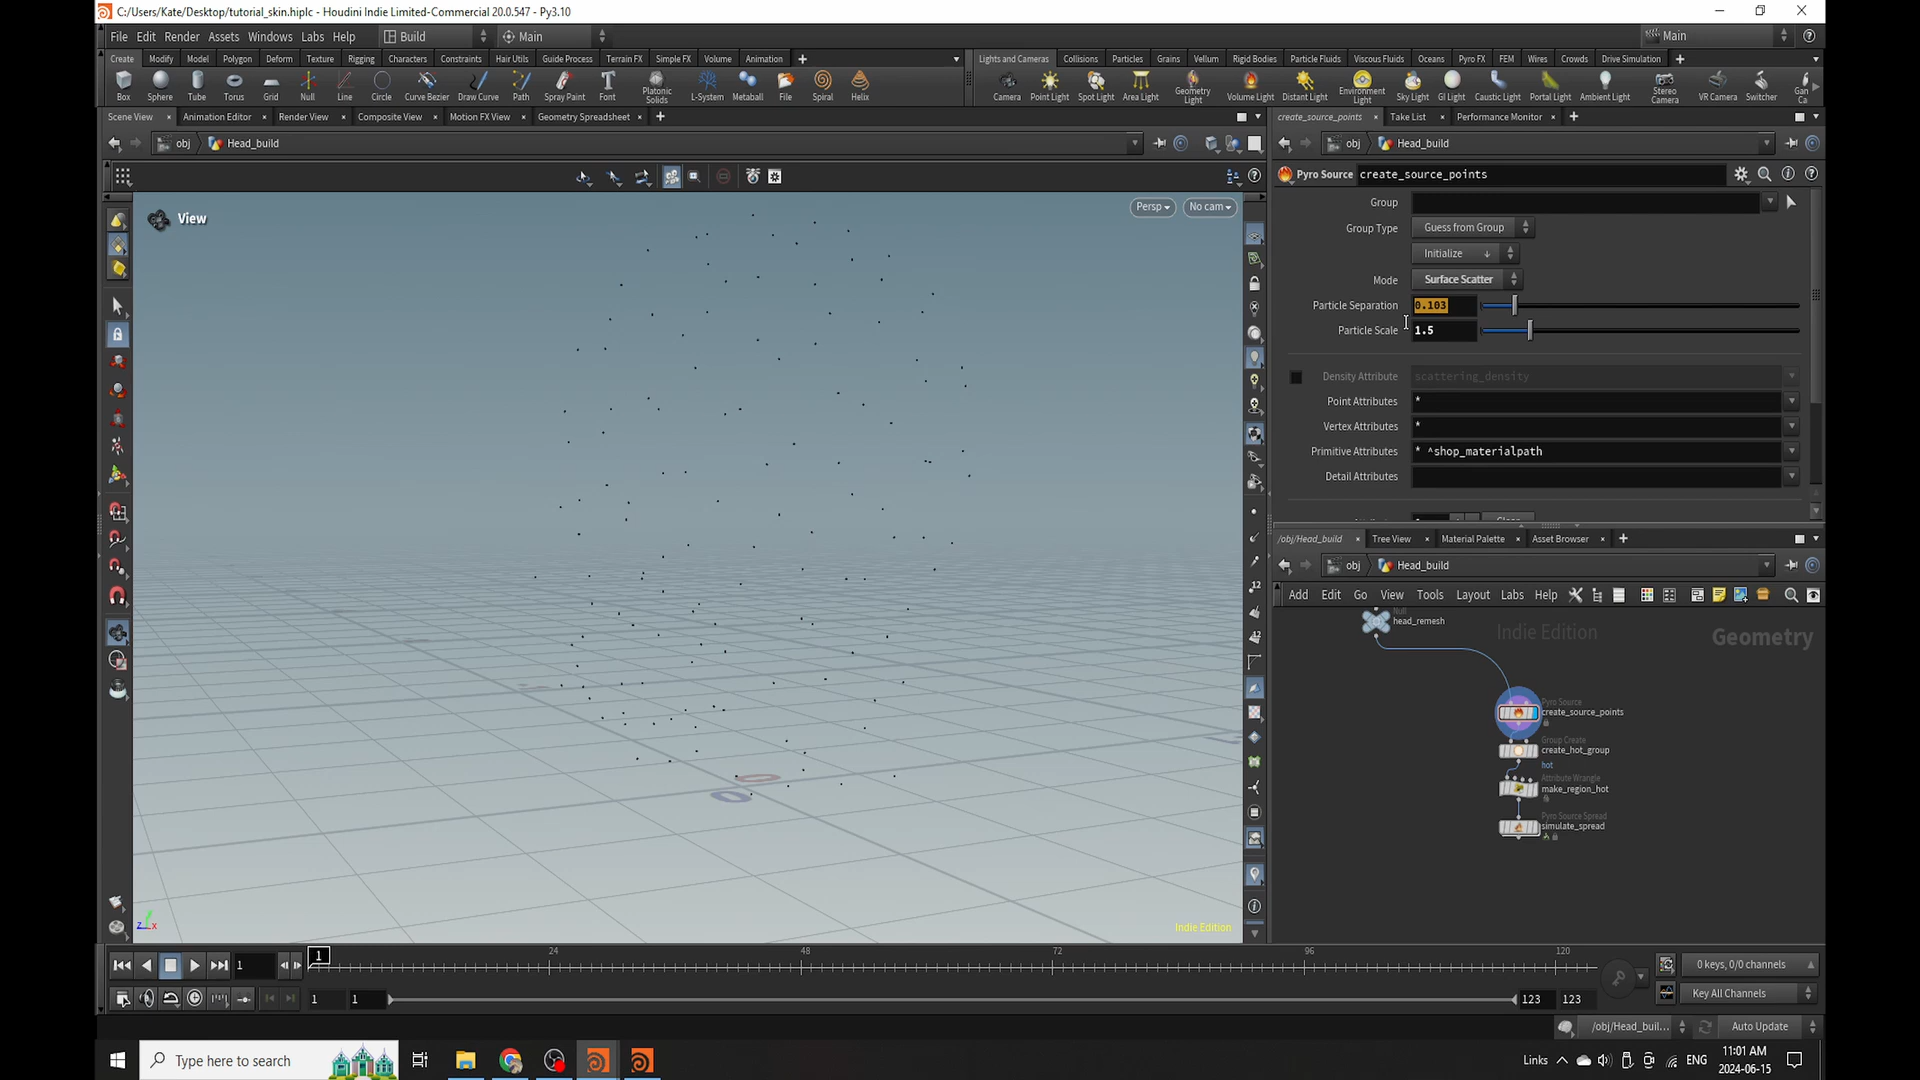 C:/Users/Kate/Desktop/tutorial_skin.hiplc - Houdini Indie Limited-Commercial 20.0.547 - Py3.10
File Edit Render Assets Windows Labs Help Build Main Main
Create Modify Model Polygon Deform Texture Rigging Characters Constraints Hair Utils Guide Process Terrain FX Simple FX Volume Animation
Lights and Cameras Collisions Particles Grains Vellum Rigid Bodies Particle Fluids Viscous Fluids Oceans Pyro FX FEM Wires Crowds Drive Simulation
Box Sphere Tube Torus Grid Null Line Circle Curve Bezier Draw Curve Path Spray Paint Font Platonic Solids L-System Metaball File Spiral Helix
Camera Point Light Spot Light Area Light Geometry Light Volume Light Distant Light Environment Light Sky Light GI Light Caustic Light Portal Light Ambient Light Stereo Camera VR Camera Switcher Gan Ca
Scene View Animation Editor Render View Composite View Motion FX View Geometry Spreadsheet
create_source_points Take List Performance Monitor
obj Head_build
obj Head_build
Pyro Source create_source_points
View
Persp No cam
Group
Group Type Guess from Group
Initialize
Mode Surface Scatter
Particle Separation 0.103
Particle Scale 1.5
Density Attribute scattering_density
Point Attributes *
Vertex Attributes *
Primitive Attributes * ^shop_materialpath
Detail Attributes
/obj/Head_build Tree View Material Palette Asset Browser
obj Head_build
Add Edit Go View Tools Layout Labs Help
Null
head_remesh
Indie Edition
Geometry
Pyro Source
create_source_points
Group Create
create_hot_group
hot
Attribute Wrangle
make_region_hot
Pyro Source Spread
simulate_spread
Indie Edition
1 1 24 48 72 96 120
0 keys, 0/0 channels
1 1 123 123
Key All Channels
/obj/Head_buil... Auto Update
Type here to search
Links ENG 11:01 AM
2024-06-15